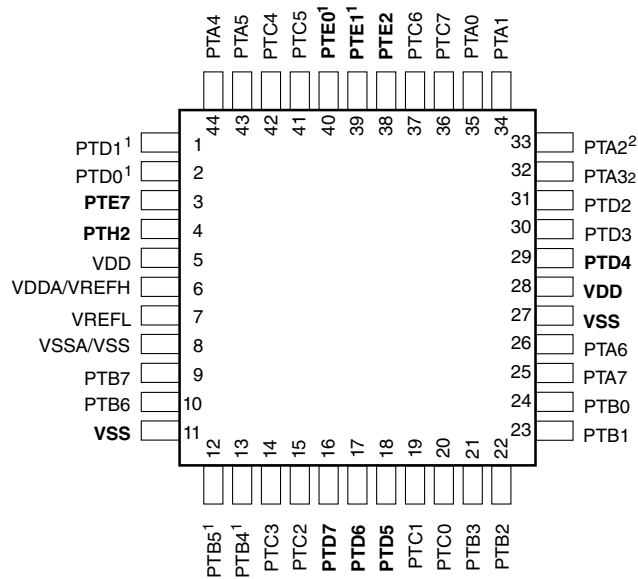 PTA4 PTA5 PTC4 PTC5 PTE0¹ PTE1¹ PTE2 PTC6 PTC7 PTA0 PTA1
44 43 42 41 40 39 38 37 36 35 34
PTD1¹ 1 33 PTA2²
PTD0¹ 2 32 PTA3₂
PTE7 3 31 PTD2
PTH2 4 30 PTD3
VDD 5 29 PTD4
VDDA/VREFH 6 28 VDD
VREFL 7 27 VSS
VSSA/VSS 8 26 PTA6
PTB7 9 25 PTA7
PTB6 10 24 PTB0
VSS 11 23 PTB1
12 13 14 15 16 17 18 19 20 21 22
PTB5¹ PTB4¹ PTC3 PTC2 PTD7 PTD6 PTD5 PTC1 PTC0 PTB3 PTB2